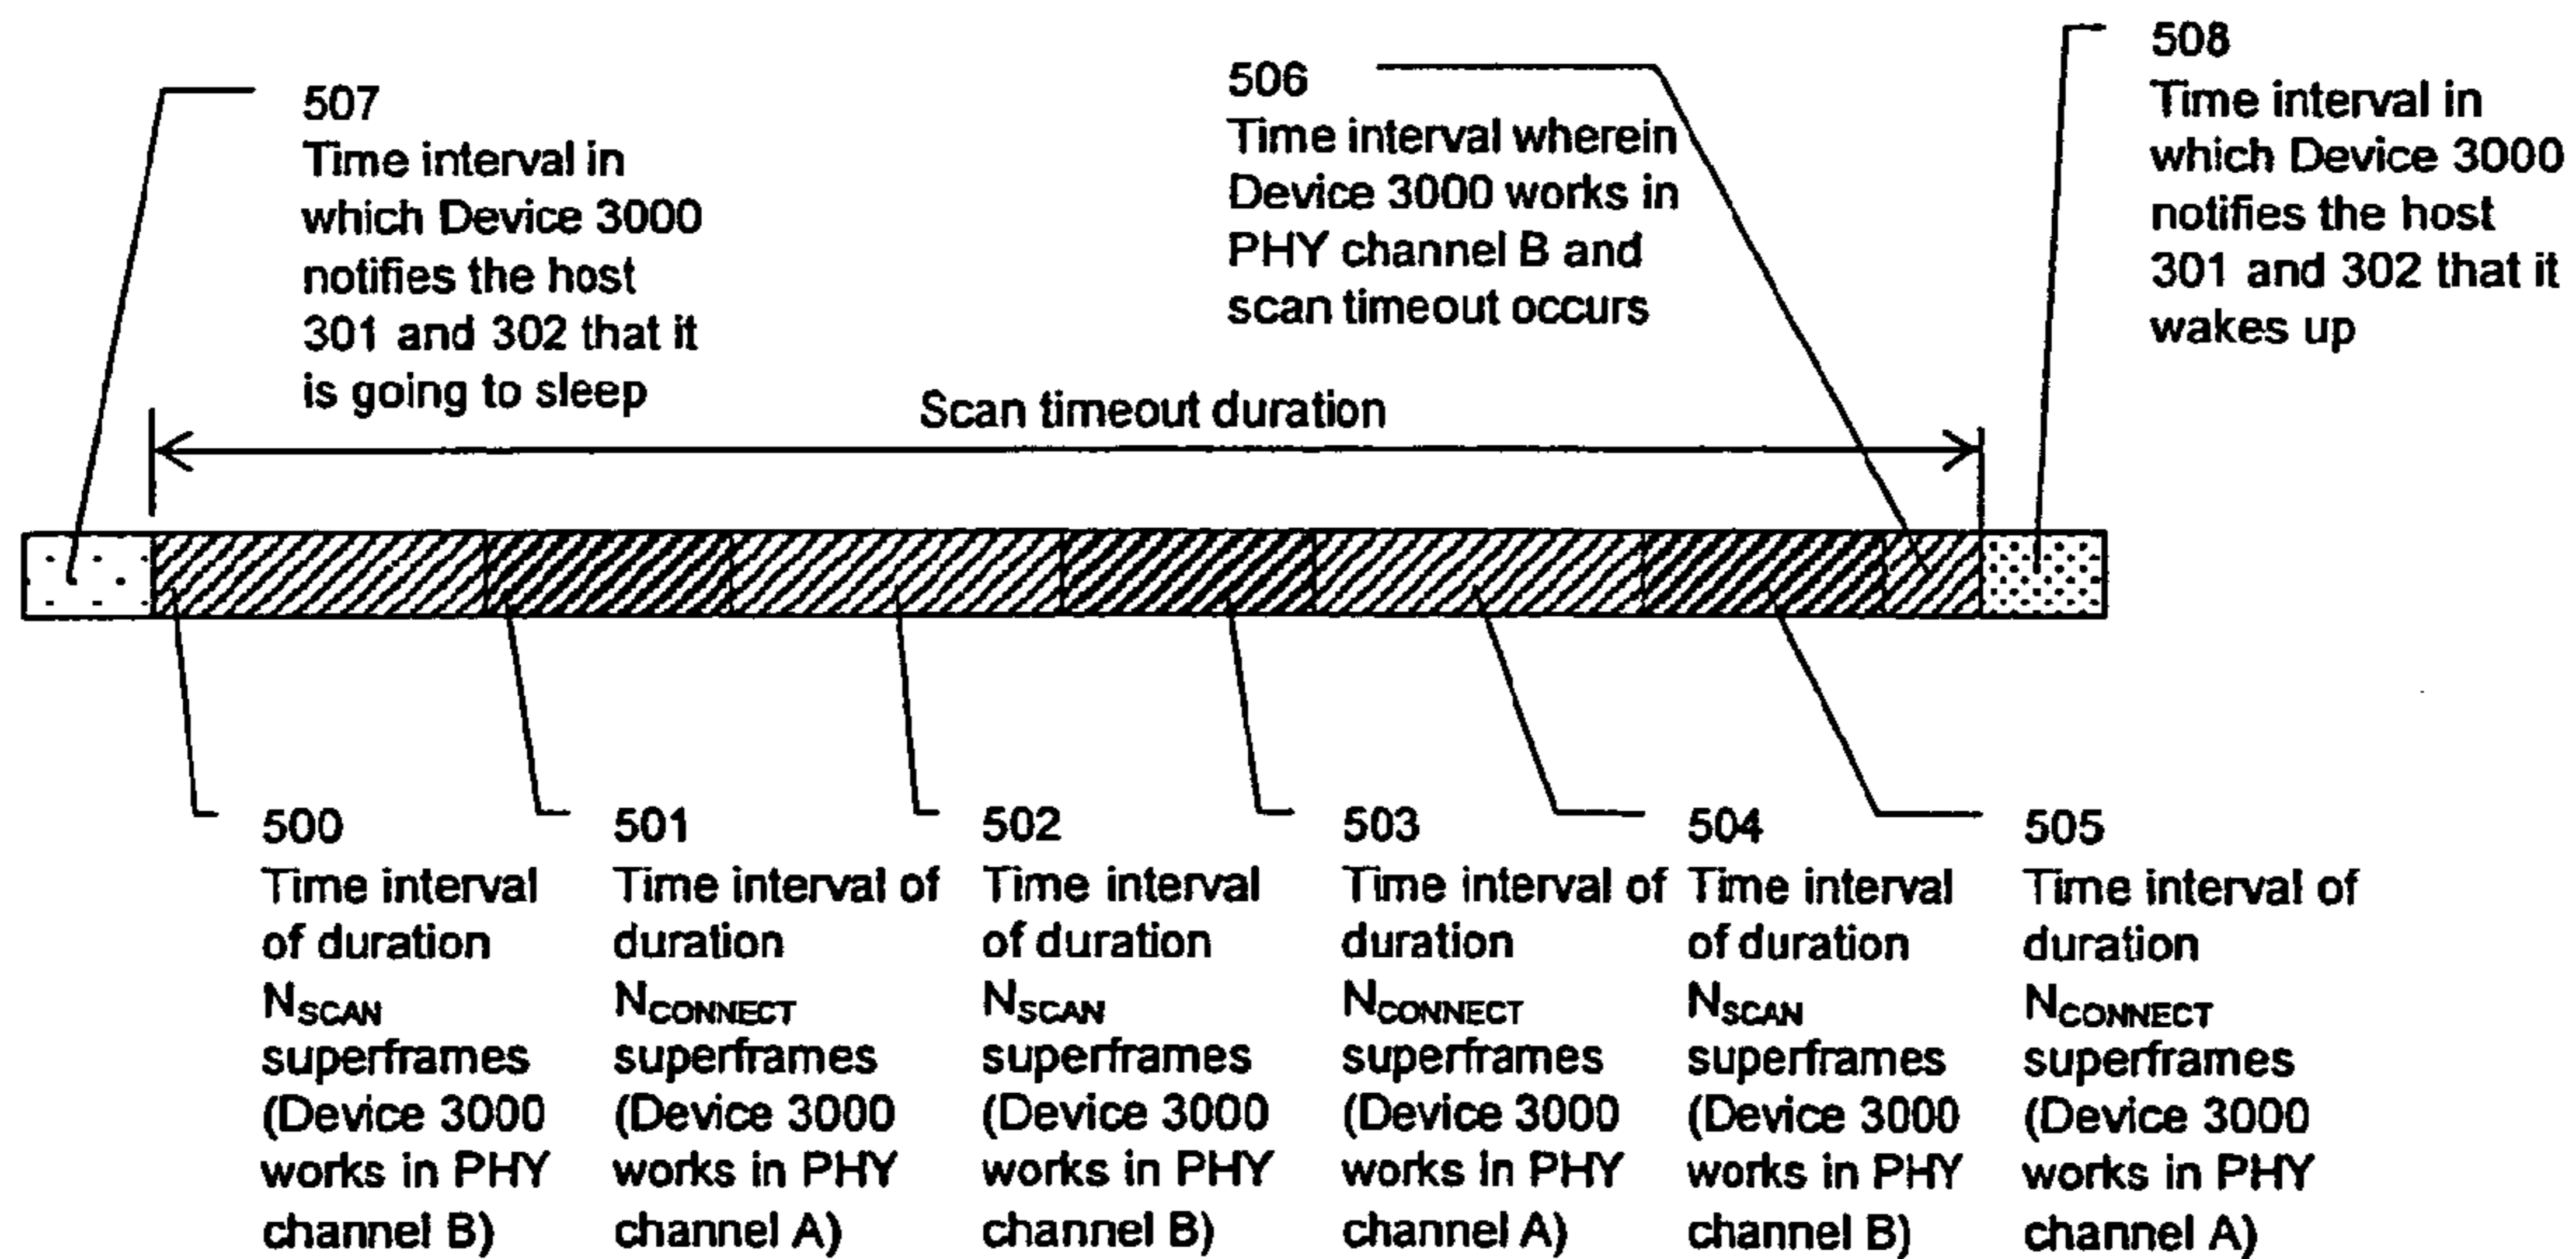 507
Time interval in
which Device 3000
notifies the host
301 and 302 that it
is going to sleep
506
Time interval wherein
Device 3000 works in
PHY channel B and
scan timeout occurs
508
Time interval in
which Device 3000
notifies the host
301 and 302 that it
wakes up
Scan timeout duration
500
Time interval
of duration
NSCAN
superframes
(Device 3000
works in PHY
channel B)
501
Time interval of
duration
NCONNECT
superframes
(Device 3000
works in PHY
channel A)
502
Time interval
of duration
NSCAN
superframes
(Device 3000
works in PHY
channel B)
503
Time interval of
duration
NCONNECT
superframes
(Device 3000
works in PHY
channel A)
504
Time interval
of duration
NSCAN
superframes
(Device 3000
works in PHY
channel B)
505
Time interval of
duration
NCONNECT
superframes
(Device 3000
works in PHY
channel A)